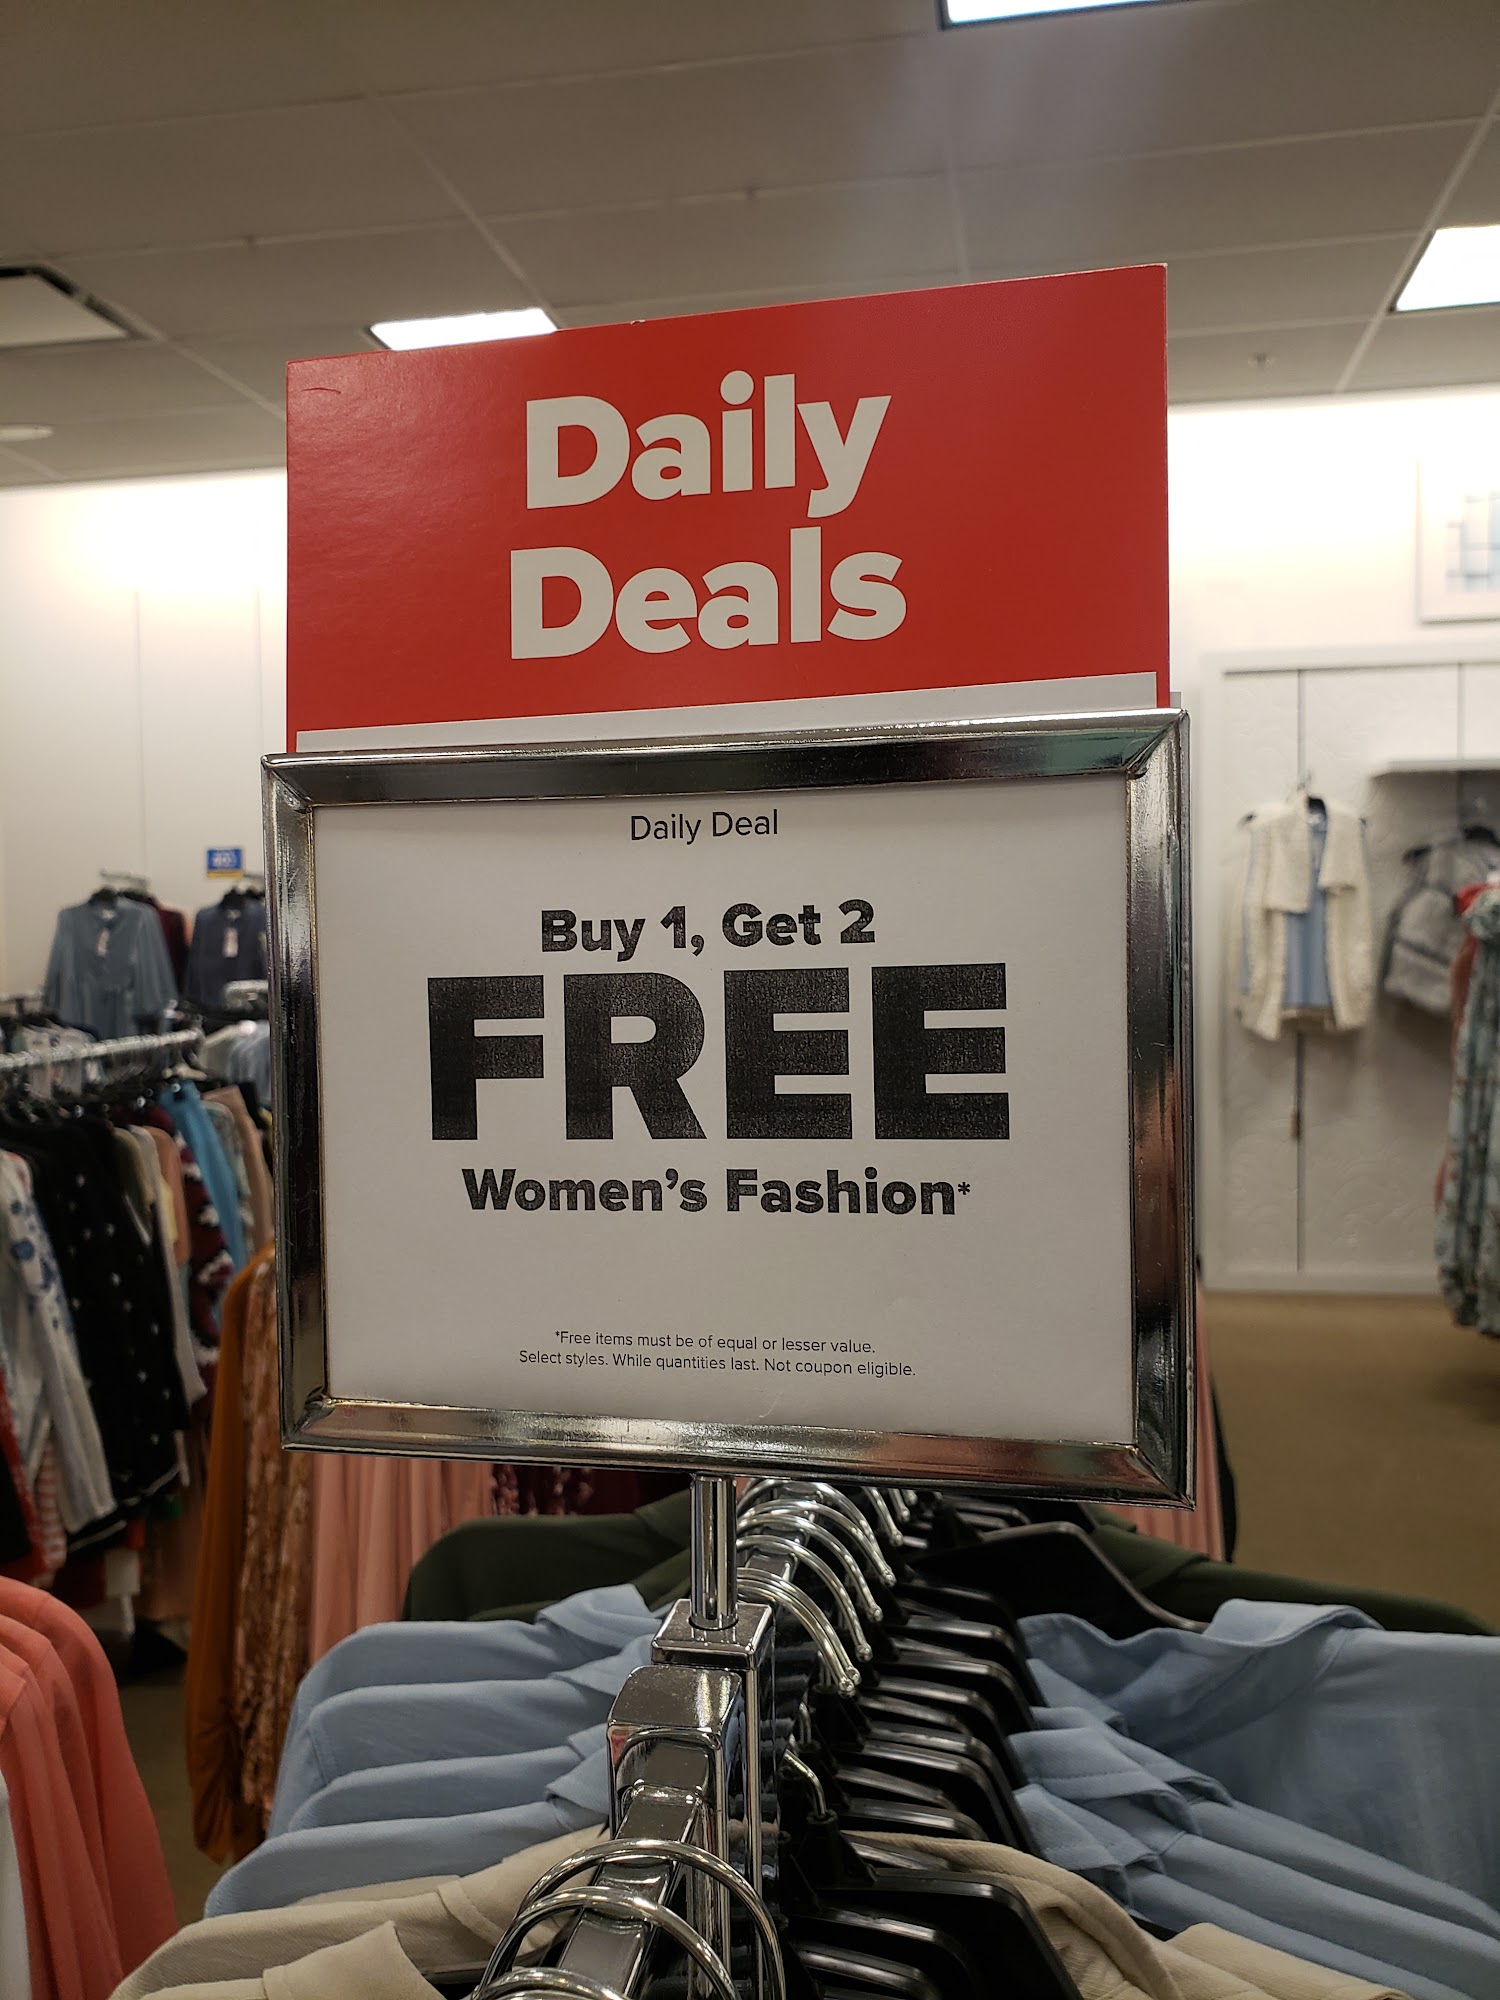 Daily
Deals
Daily Deal
Buy 1, Get 2
FREE
Women's Fashion*
*Free items must be of equal or lesser value.
Select styles. While quantities last. Not coupon eligible.